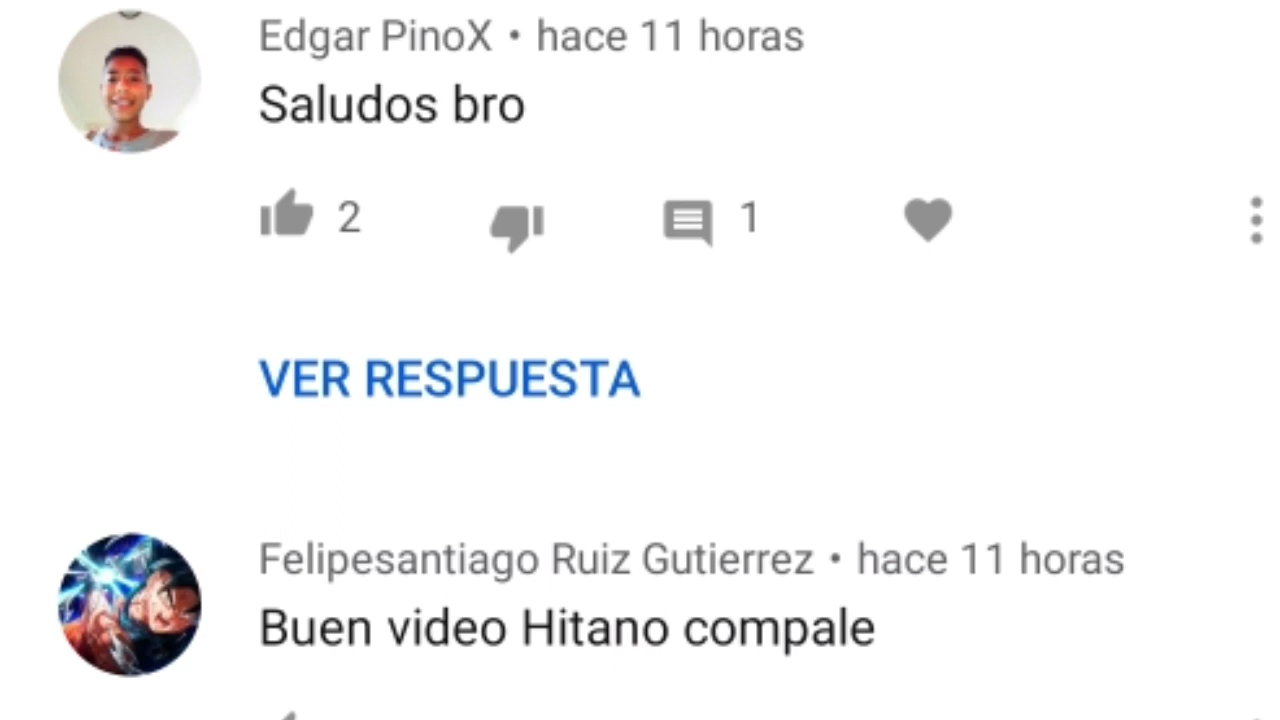 Edgar PinoX • hace 11 horas
Saludos bro
2 1
VER RESPUESTA
Felipesantiago Ruiz Gutierrez • hace 11 horas
Buen video Hitano compale